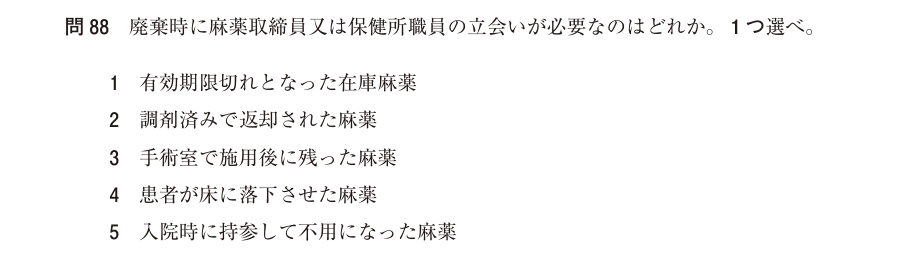 問 88 廃棄時に麻薬取締員又は保健所職員の立会いが必要なのはどれか。1つ選べ。
1 有効期限切れとなった在庫麻薬
2 調剤済みで返却された麻薬
3 手術室で施用後に残った麻薬
4 患者が床に落下させた麻薬
5 入院時に持参して不用になった麻薬